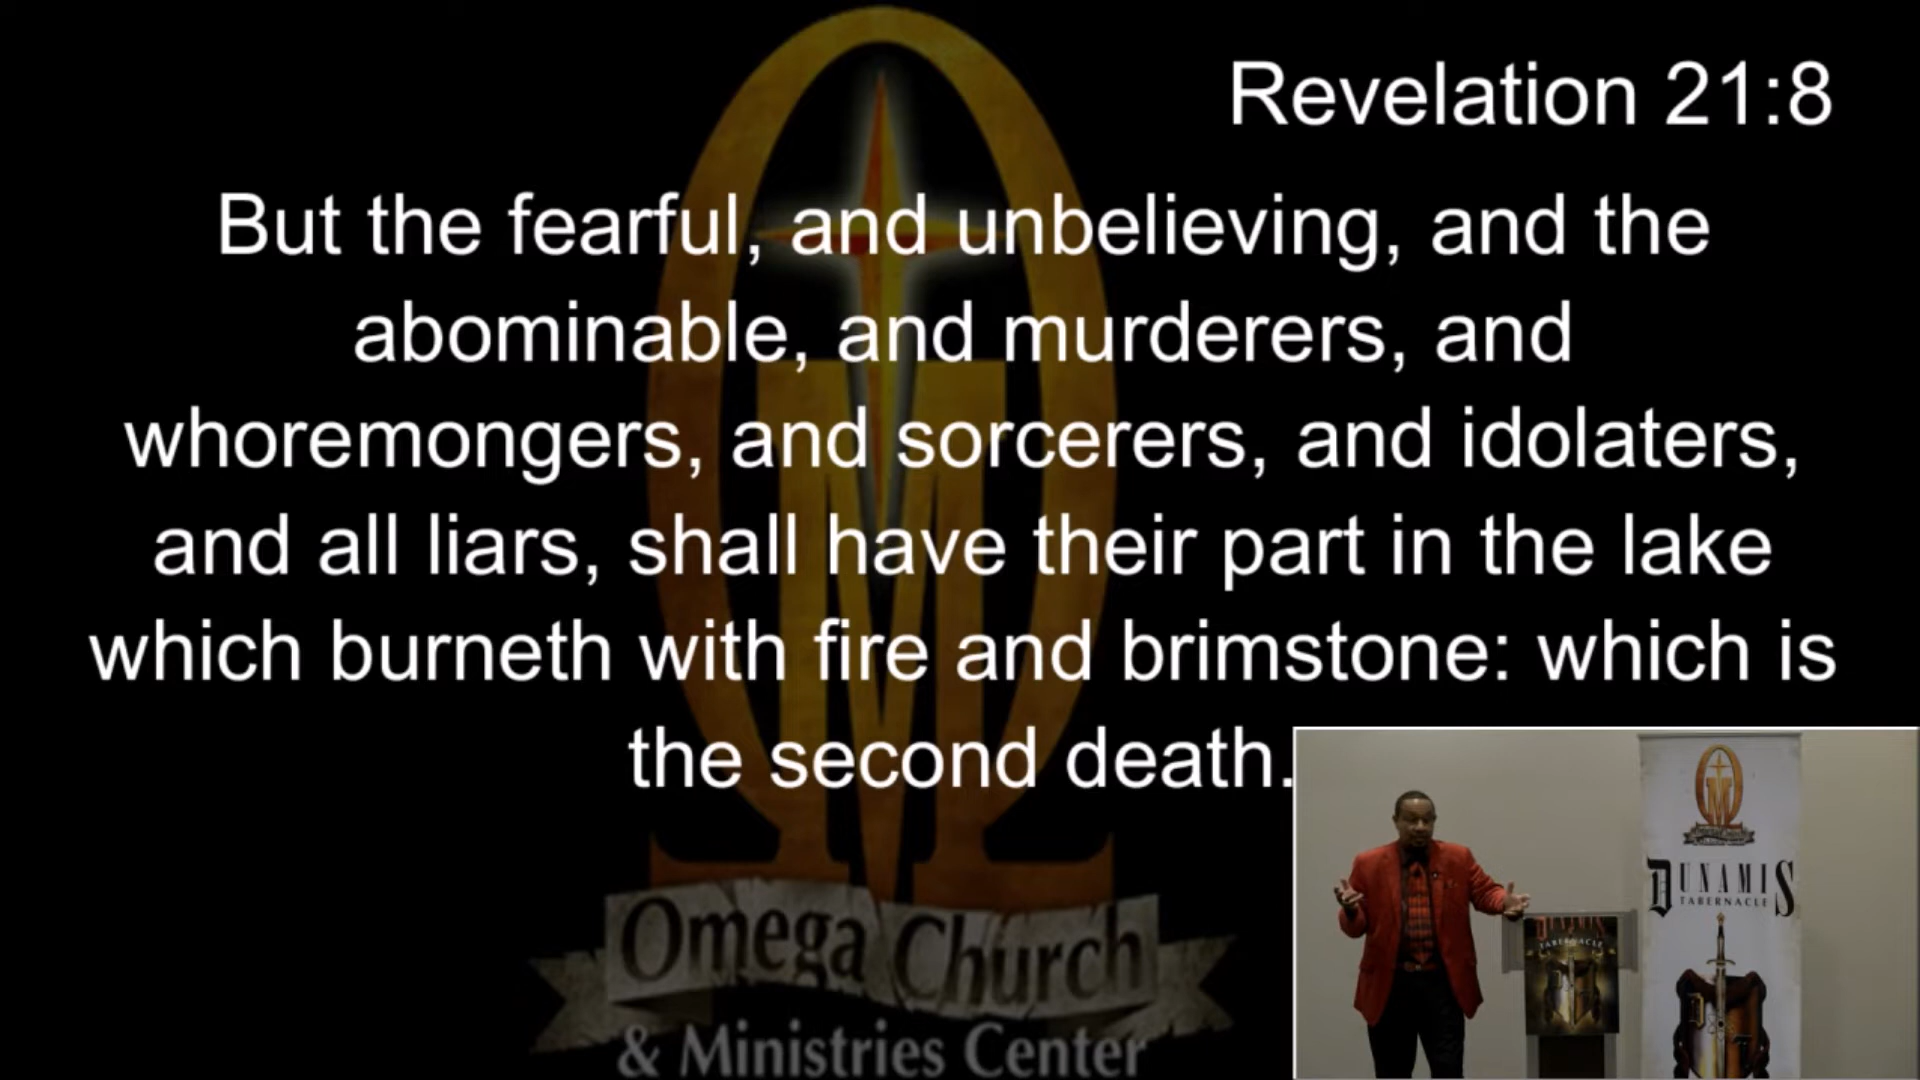 Revelation 21:8
But the fearful, and unbelieving, and the
abominable, and murderers, and
whoremongers, and sorcerers, and idolaters,
and all liars, shall have their part in the lake
which burneth with fire and brimstone: which is
the second death.
Omega Church
& Ministries Center
DUNAMIS
TABERNACLE
TABERNACLE